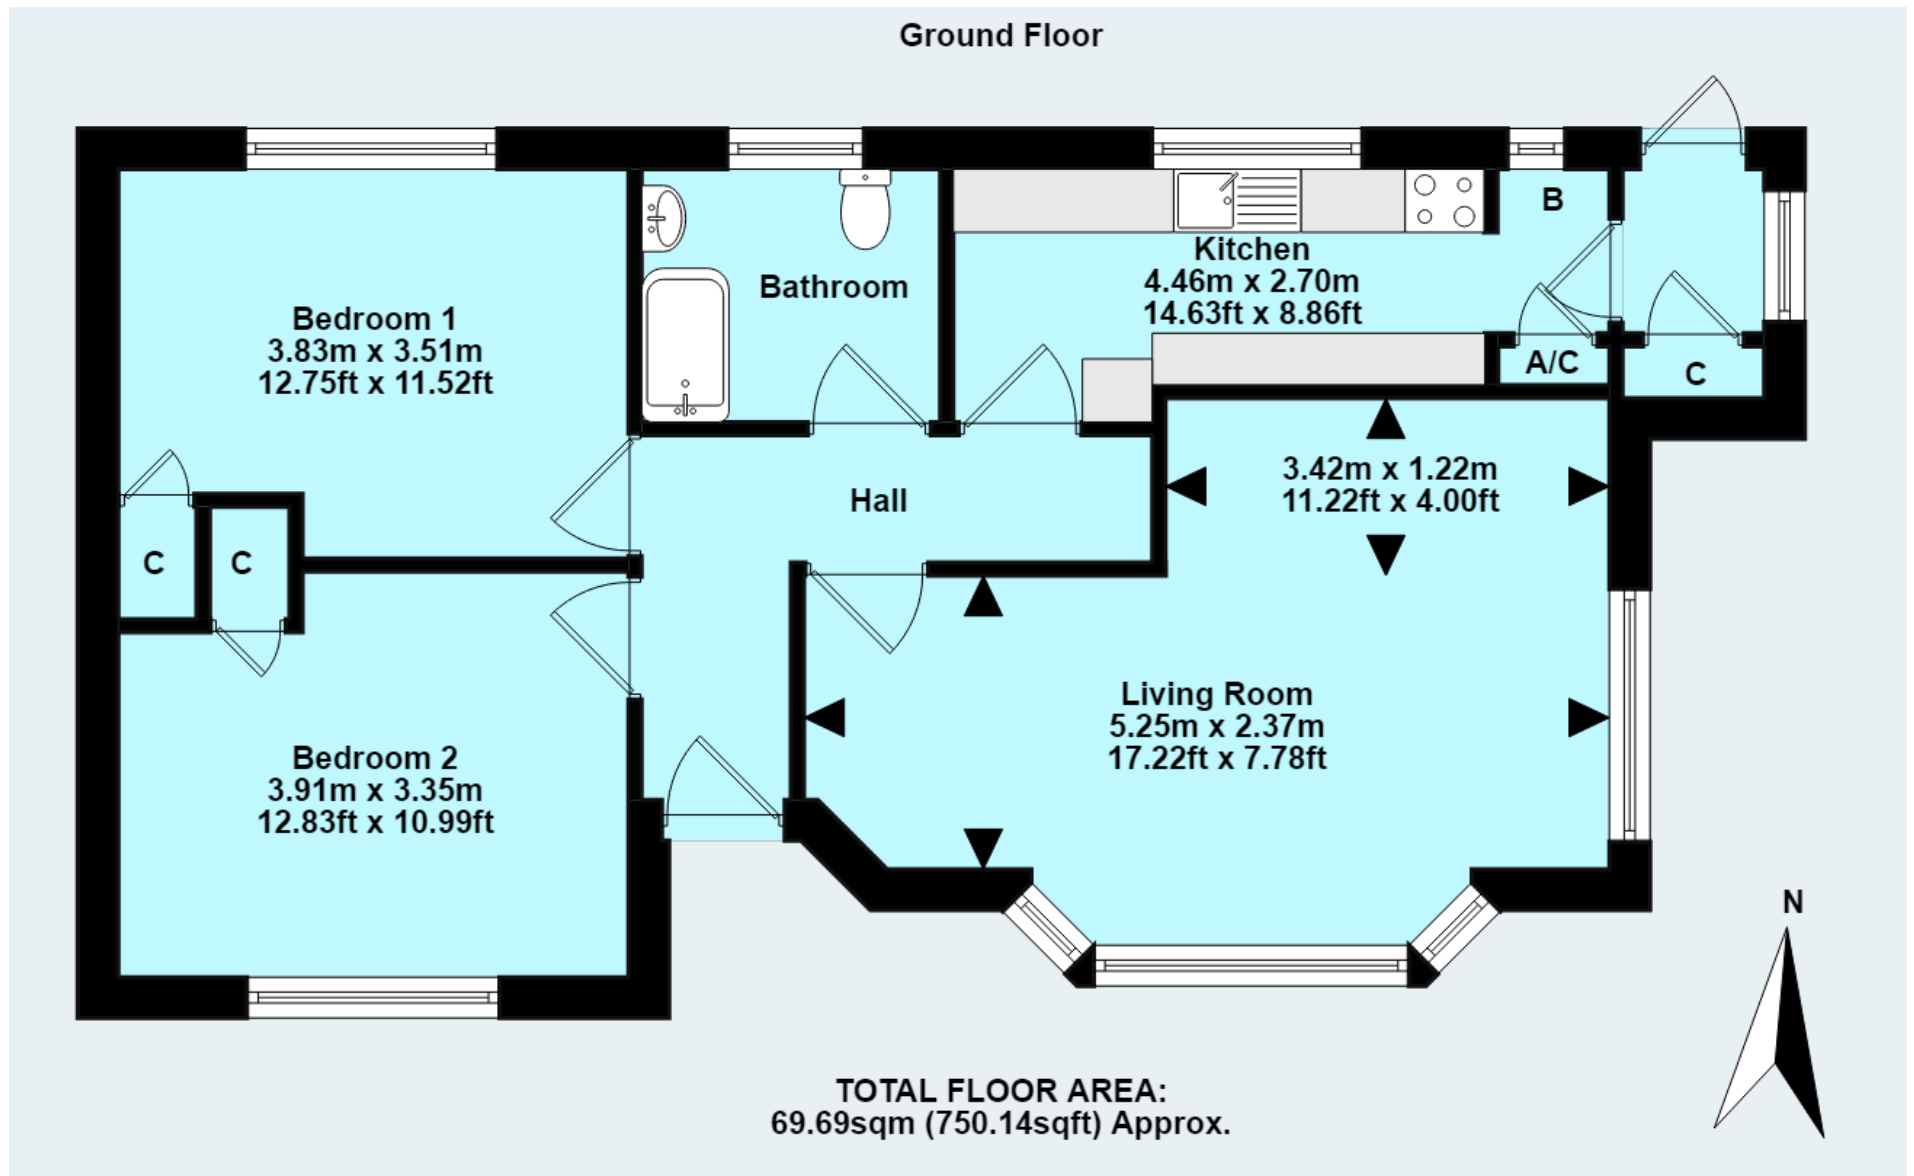 Ground Floor
B
Kitchen
4.46m x 2.70m
14.63ft x 8.86ft
Bathroom
Bedroom 1
3.83m x 3.51m
12.75ft x 11.52ft
A/C
C
3.42m x 1.22m
11.22ft x 4.00ft
Hall
C
C
Living Room
5.25m x 2.37m
17.22ft x 7.78ft
Bedroom 2
3.91m x 3.35m
12.83ft x 10.99ft
N
TOTAL FLOOR AREA:
69.69sqm (750.14sqft) Approx.